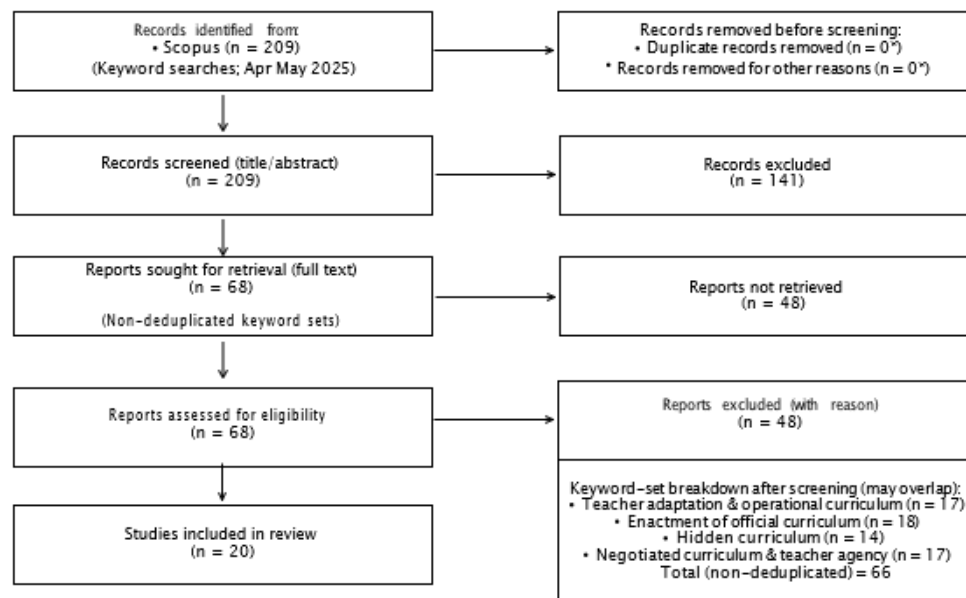 Records identified from:
• Scopus (n = 209)
(Keyword searches; Apr May 2025)
Records removed before screening:
• Duplicate records removed (n = 0*)
* Records removed for other reasons (n = 0*)
Records screened (title/abstract)
(n = 209)
Records excluded
(n = 141)
Reports sought for retrieval (full text)
(n = 68)
(Non-deduplicated keyword sets)
Reports not retrieved
(n = 48)
Reports assessed for eligibility
(n = 68)
Reports excluded (with reason)
(n = 48)
Keyword-set breakdown after screening (may overlap):
• Teacher adaptation & operational curriculum (n = 17)
• Enactment of official curriculum (n = 18)
• Hidden curriculum (n = 14)
• Negotiated curriculum & teacher agency (n = 17)
Total (non-deduplicated) = 66
Studies included in review
(n = 20)